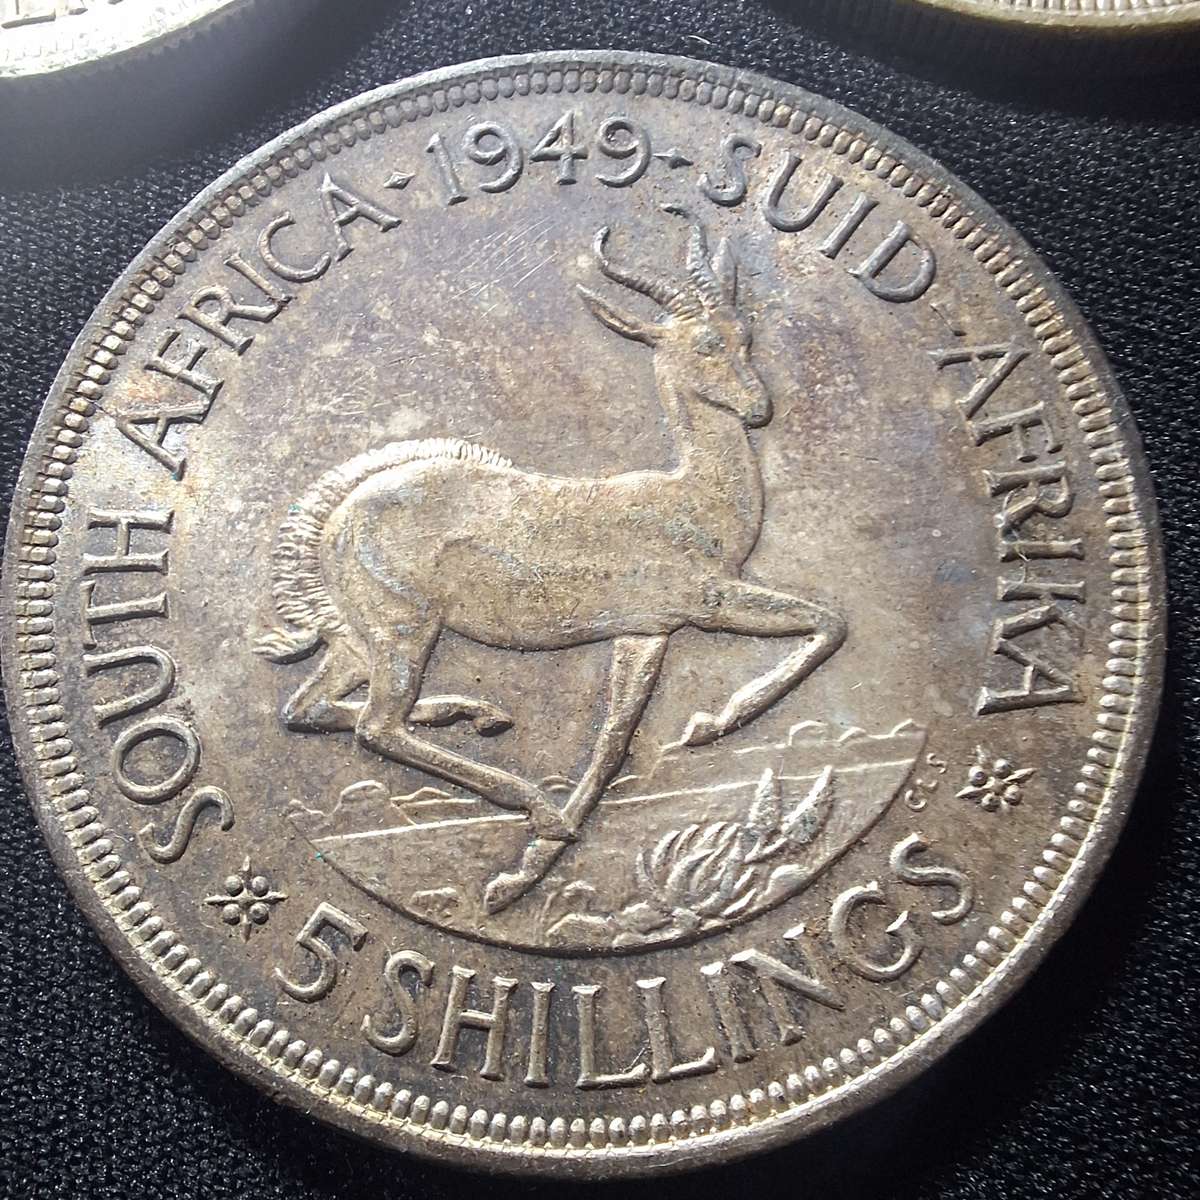 SOUTH AFRICA · 1949 · SUID-AFRIKA
5 SHILLINGS
CLS